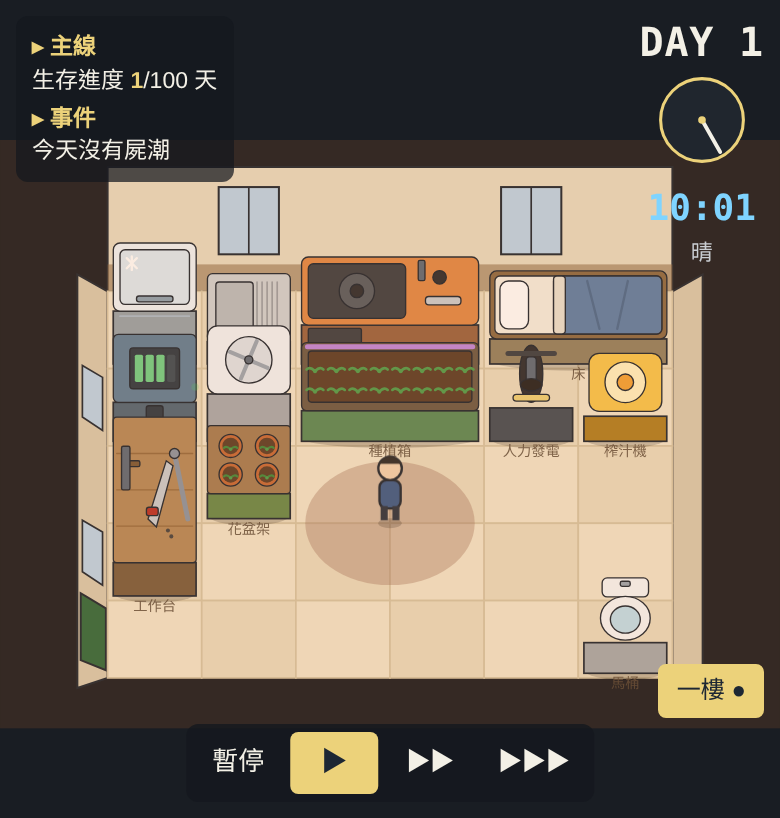 ▸主線
生存進度 1/100 天
▸事件
今天沒有屍潮
DAY 1
10:01
晴
床
種植箱
人力發電
榨汁機
花盆架
工作台
馬桶
一樓 ●
暫停